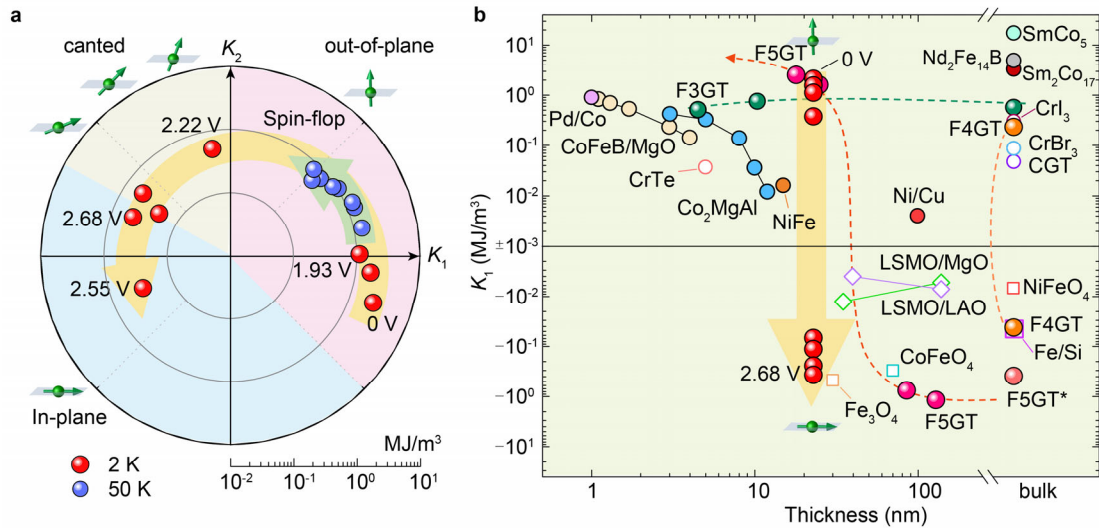 a
canted
K₂
out-of-plane
2.22 V
Spin-flop
2.68 V
K₁
1.93 V
2.55 V
0 V
In-plane
MJ/m³
2 K
50 K
10⁻² 10⁻¹ 10⁰ 10¹
b
K₁ (MJ/m³)
10¹
10⁰
10⁻¹
10⁻²
±10⁻³
−10⁻²
−10⁻¹
−10⁰
−10¹
F5GT
0 V
SmCo₅
Nd₂Fe₁₄B
Sm₂Co₁₇
F3GT
CrI₃
Pd/Co
F4GT
CoFeB/MgO
CrBr₃
CGT
CrTe
Co₂MgAl
NiFe
Ni/Cu
LSMO/MgO
NiFeO₄
LSMO/LAO
F4GT
Fe/Si
CoFeO₄
2.68 V
Fe₃O₄
F5GT
F5GT*
1 10 100 bulk
Thickness (nm)